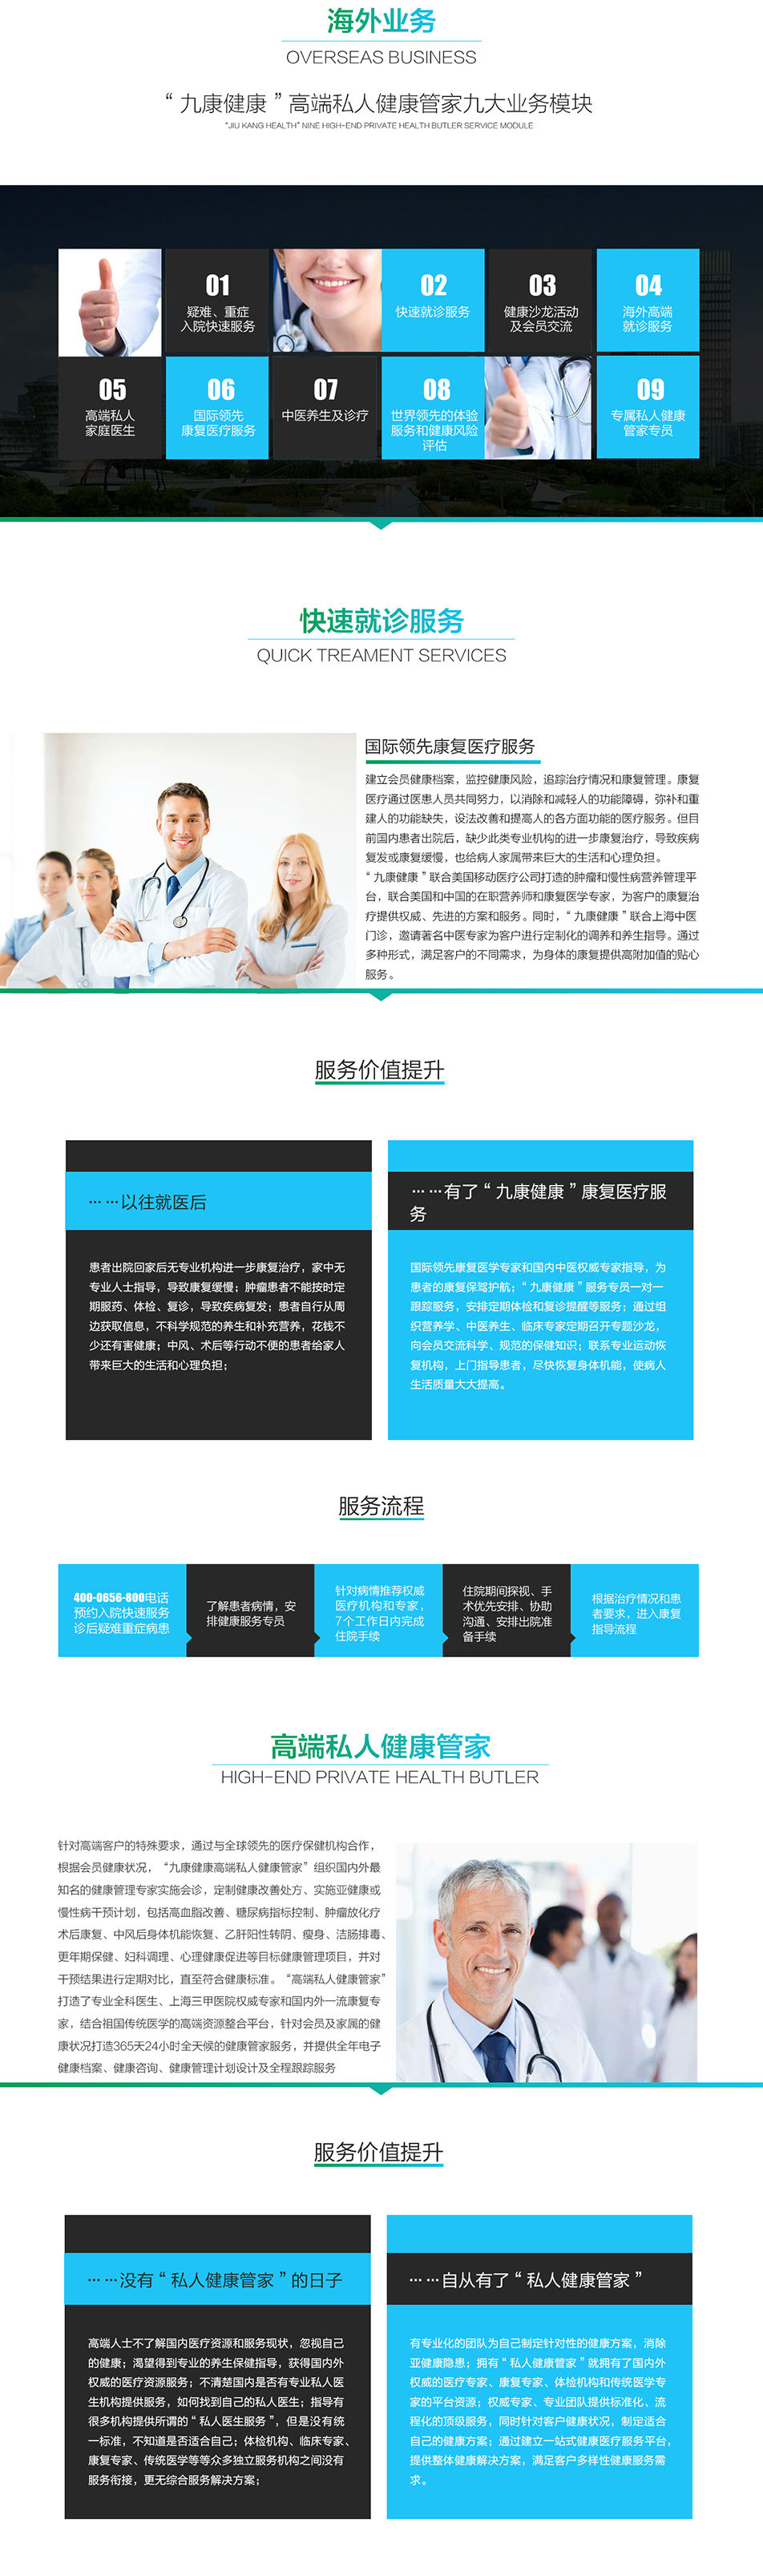 海外业务
OVERSEAS BUSINESS
“九康健康”高端私人健康管家九大业务模块
"JIU KANG HEALTH" NINE HIGH-END PRIVATE HEALTH BUTLER SERVICE MODULE
01
疑难、重症
入院快速服务
02
快速就诊服务
03
健康沙龙活动
及会员交流
04
海外高端
就诊服务
05
高端私人
家庭医生
06
国际领先
康复医疗服务
07
中医养生及诊疗
08
世界领先的体验
服务和健康风险
评估
09
专属私人健康
管家专员
快速就诊服务
QUICK TREAMENT SERVICES
国际领先康复医疗服务
建立会员健康档案，监控健康风险，追踪治疗情况和康复管理。康复
医疗通过医患人员共同努力，以消除和减轻人的功能障碍，弥补和重
建人的功能缺失，设法改善和提高人的各方面功能的医疗服务。但目
前国内患者出院后，缺少此类专业机构的进一步康复治疗，导致疾病
复发或康复缓慢，也给病人家属带来巨大的生活和心理负担。
“九康健康”联合美国移动医疗公司打造的肿瘤和慢性病营养管理平
台，联合美国和中国的在职营养师和康复医学专家，为客户的康复治
疗提供权威、先进的方案和服务。同时，“九康健康”联合上海中医
门诊，邀请著名中医专家为客户进行定制化的调养和养生指导。通过
多种形式，满足客户的不同需求，为身体的康复提供高附加值的贴心
服务。
服务价值提升
……以往就医后
患者出院回家后无专业机构进一步康复治疗，家中无
专业人士指导，导致康复缓慢；肿瘤患者不能按时定
期服药、体检、复诊，导致疾病复发；患者自行从周
边获取信息，不科学规范的养生和补充营养，花钱不
少还有害健康；中风、术后等行动不便的患者给家人
带来巨大的生活和心理负担；
……有了“九康健康”康复医疗服
务
国际领先康复医学专家和国内中医权威专家指导，为
患者的康复保驾护航；“九康健康”服务专员一对一
跟踪服务，安排定期体检和复诊提醒等服务；通过组
织营养学、中医养生、临床专家定期召开专题沙龙，
向会员交流科学、规范的保健知识；联系专业运动恢
复机构，上门指导患者，尽快恢复身体机能，使病人
生活质量大大提高。
服务流程
400-0656-800电话
预约入院快速服务
诊后疑难重症病患
了解患者病情，安
排健康服务专员
针对病情推荐权威
医疗机构和专家，
7个工作日内完成
住院手续
住院期间探视、手
术优先安排、协助
沟通、安排出院准
备手续
根据治疗情况和患
者要求，进入康复
指导流程
高端私人健康管家
HIGH-END PRIVATE HEALTH BUTLER
针对高端客户的特殊要求，通过与全球领先的医疗保健机构合作，
根据会员健康状况，“九康健康高端私人健康管家”组织国内外最
知名的健康管理专家实施会诊，定制健康改善处方、实施亚健康或
慢性病干预计划，包括高血脂改善、糖尿病指标控制、肿瘤放化疗
术后康复、中风后身体机能恢复、乙肝阳性转阴、瘦身、洁肠排毒、
更年期保健、妇科调理、心理健康促进等目标健康管理项目，并对
干预结果进行定期对比，直至符合健康标准。“高端私人健康管家”
打造了专业全科医生、上海三甲医院权威专家和国内外一流康复专
家，结合祖国传统医学的高端资源整合平台，针对会员及家属的健
康状况打造365天24小时全天候的健康管家服务，并提供全年电子
健康档案、健康咨询、健康管理计划设计及全程跟踪服务
服务价值提升
……没有“私人健康管家”的日子
高端人士不了解国内医疗资源和服务现状，忽视自己
的健康；渴望得到专业的养生保健指导，获得国内外
权威的医疗资源服务；不清楚国内是否有专业私人医
生机构提供服务，如何找到自己的私人医生；指导有
很多机构提供所谓的“私人医生服务”，但是没有统
一标准，不知道是否适合自己；体检机构、临床专家、
康复专家、传统医学等等众多独立服务机构之间没有
服务衔接，更无综合服务解决方案；
……自从有了“私人健康管家”
有专业化的团队为自己制定针对性的健康方案，消除
亚健康隐患；拥有“私人健康管家”就拥有了国内外
权威的医疗专家、康复专家、体检机构和传统医学专
家的平台资源；权威专家、专业团队提供标准化、流
程化的顶级服务，同时针对客户健康状况，制定适合
自己的健康方案；通过建立一站式健康医疗服务平台，
提供整体健康解决方案，满足客户多样性健康服务需
求。